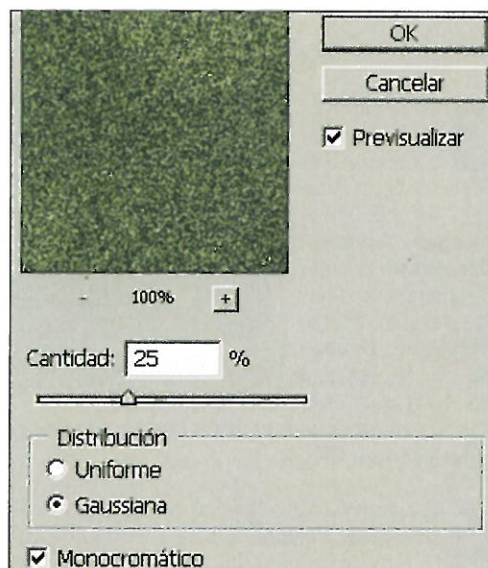 OK
Cancelar
Previsualizar
- 100% +
Cantidad: 25 %
Distribución
Uniforme
Gaussiana
Monocromático